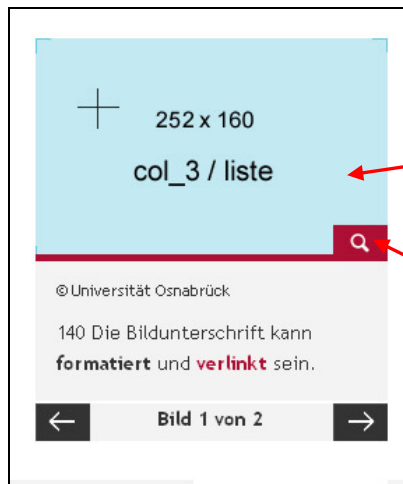 252 x 160
col_3 / liste
© Universität Osnabrück
140 Die Bildunterschrift kann
formatiert und verlinkt sein.
Bild 1 von 2